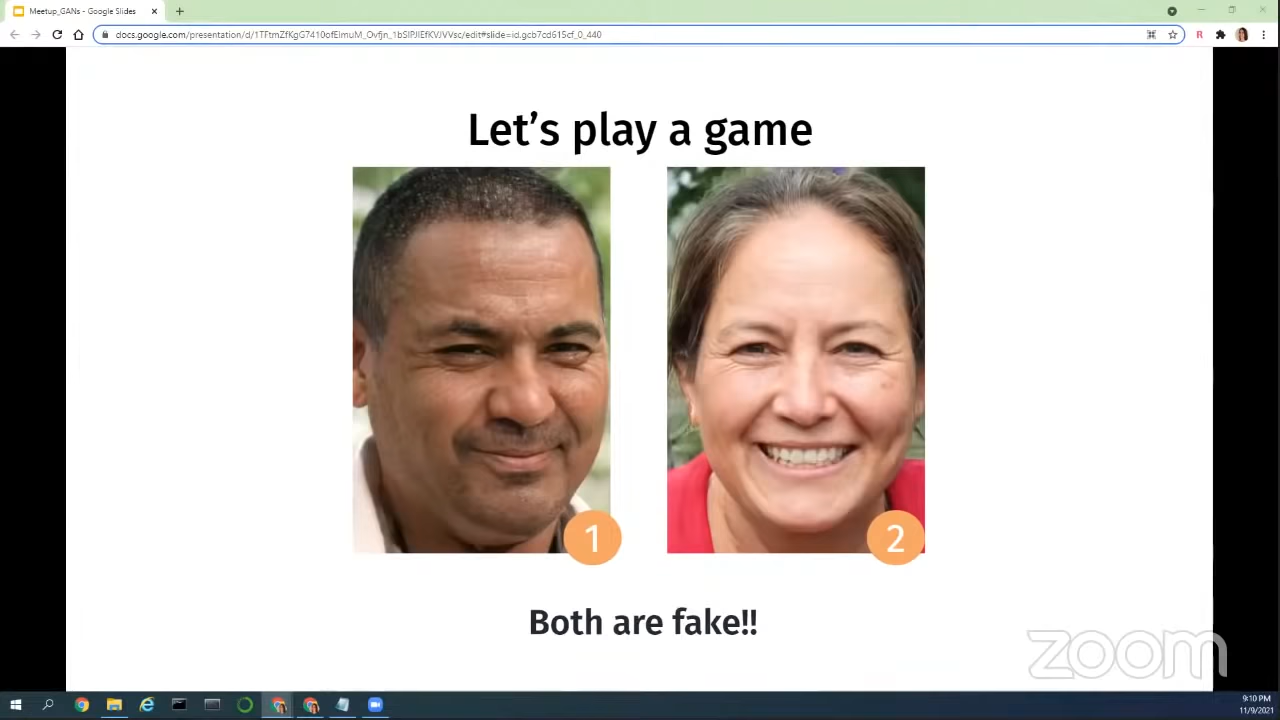 Meetup_GANs - Google Slides
Let's play a game
1
2
Both are fake!!
zoom
9:10 PM
11/9/2021